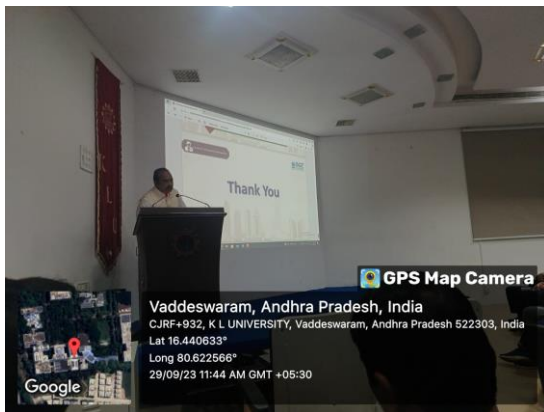 K L U
Thank You
GPS Map Camera
Vaddeswaram, Andhra Pradesh, India
CJRF+932, K L UNIVERSITY, Vaddeswaram, Andhra Pradesh 522303, India
Lat 16.440633°
Long 80.622566°
29/09/23 11:44 AM GMT +05:30
Google